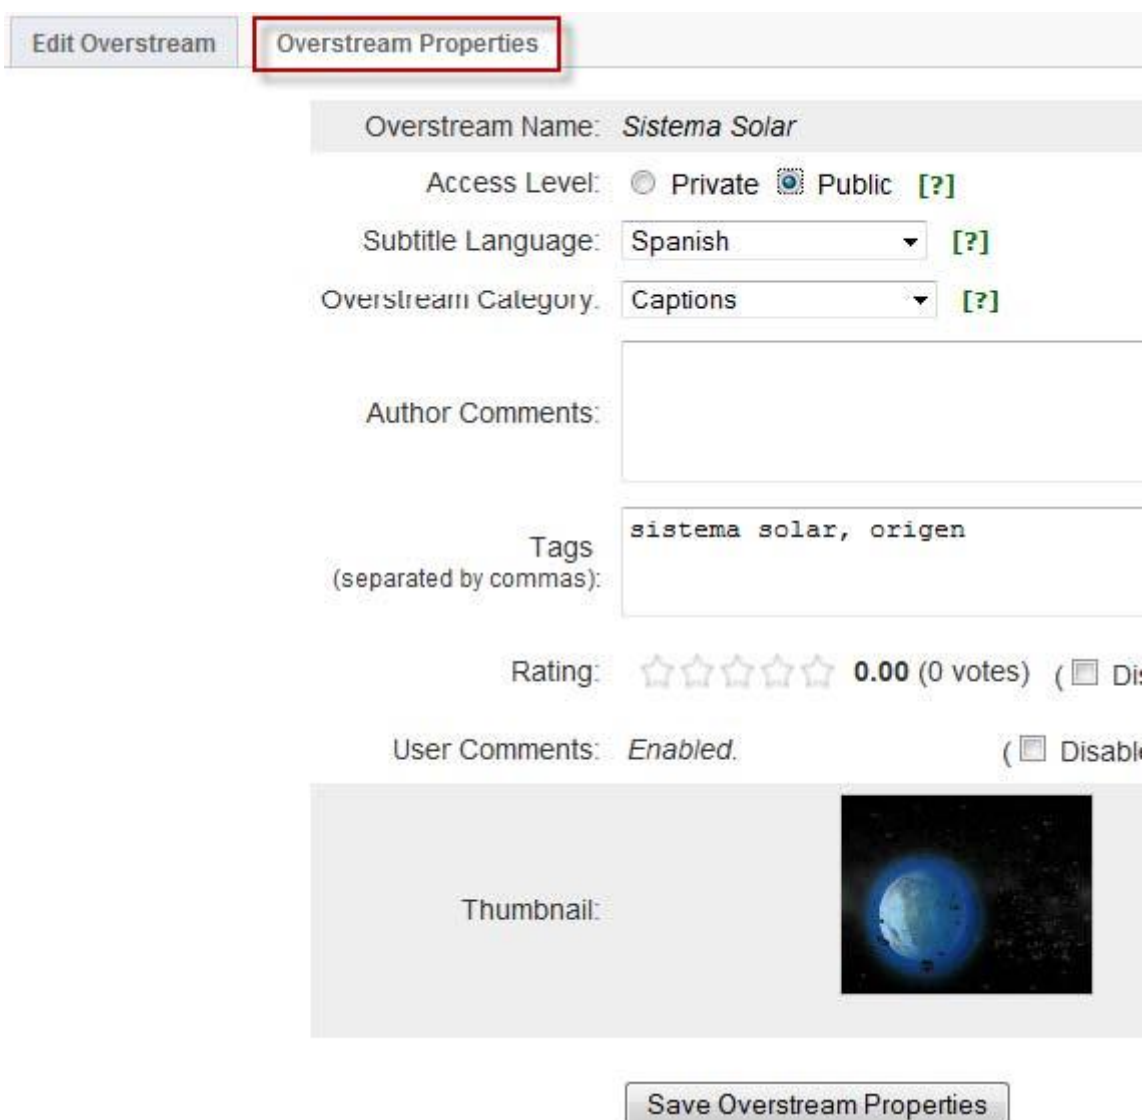 Edit Overstream Overstream Properties
Overstream Name: Sistema Solar
Access Level: Private Public [?]
Subtitle Language: Spanish [?]
Overstream Category: Captions [?]
Author Comments:
Tags
(separated by commas):
sistema solar, origen
Rating: 0.00 (0 votes) (
User Comments: Enabled. (
Thumbnail:
Save Overstream Properties